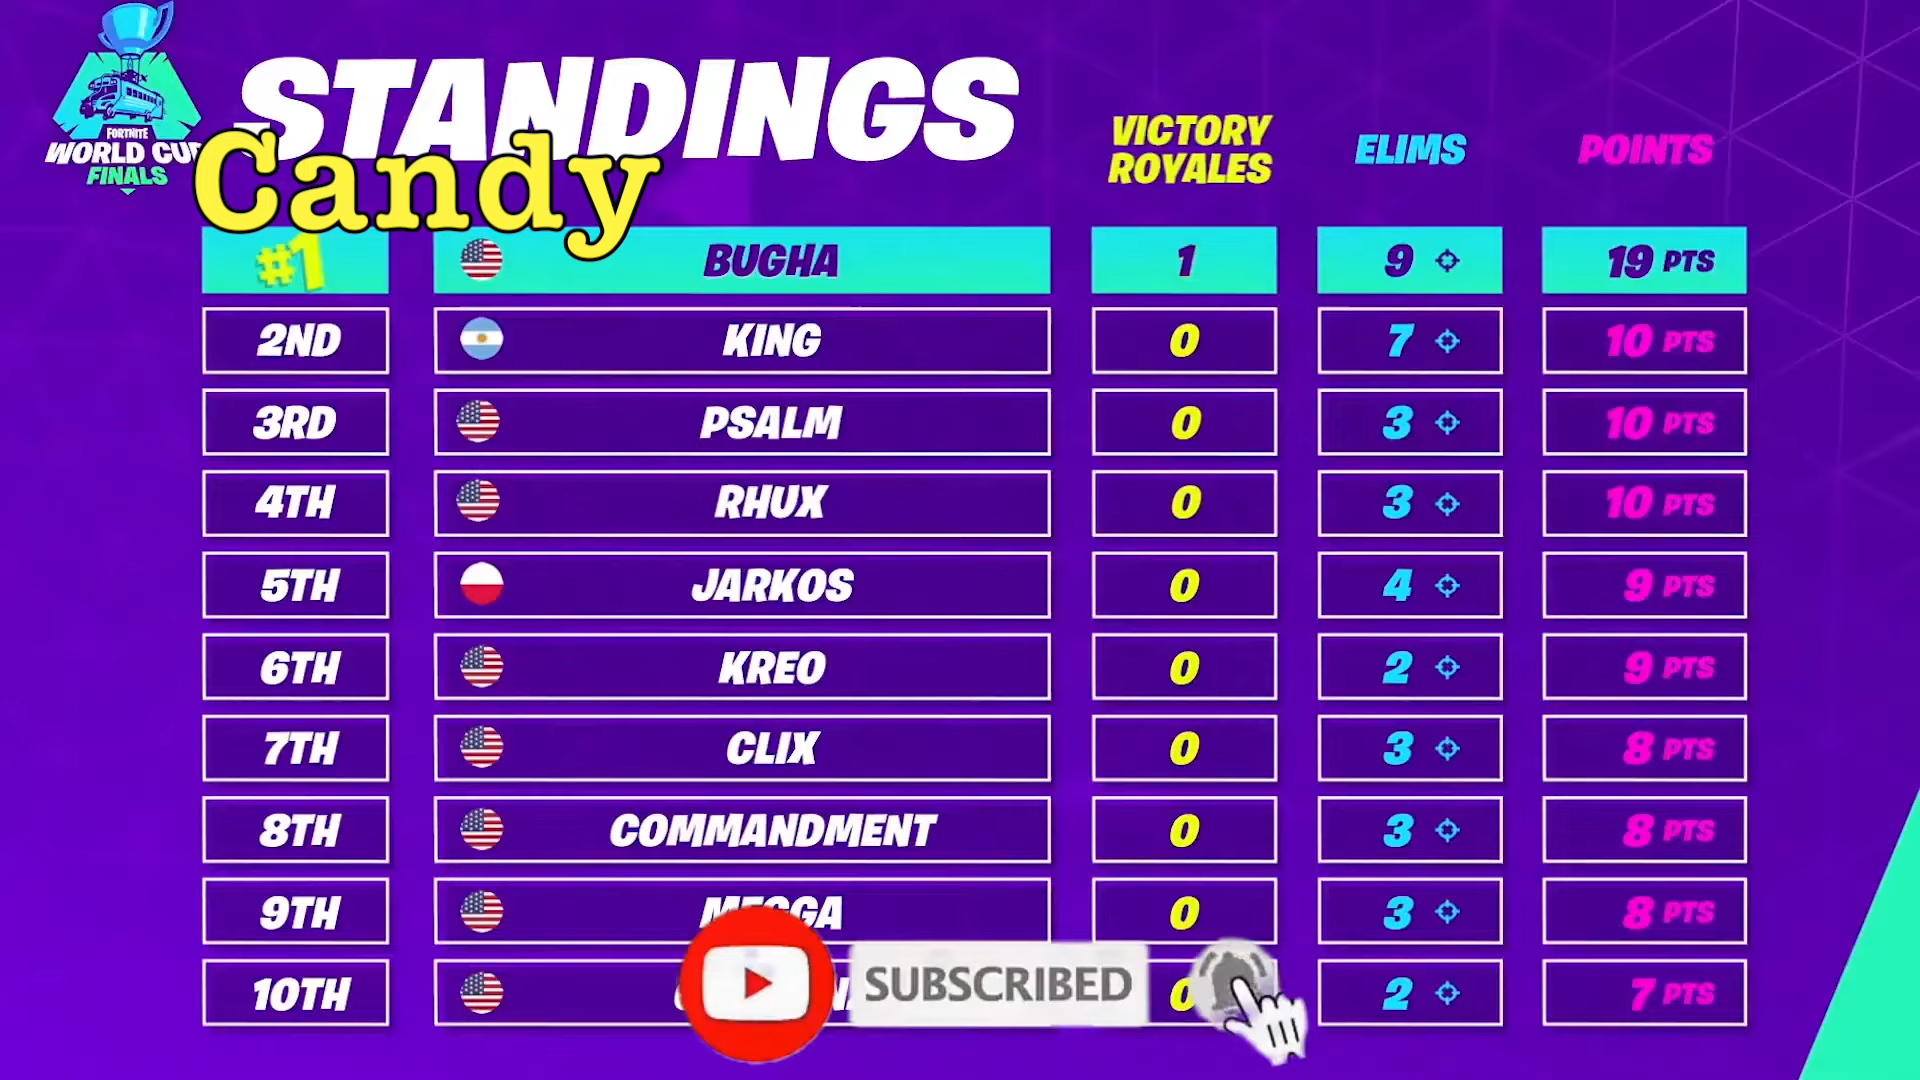 FORTNITE
WORLD CUP
FINALS
STANDINGS
Candy
VICTORY
ROYALES
ELIMS
POINTS
#1 BUGHA 1 9 19 PTS
2ND KING 0 7 10 PTS
3RD PSALM 0 3 10 PTS
4TH RHUX 0 3 10 PTS
5TH JARKOS 0 4 9 PTS
6TH KREO 0 2 9 PTS
7TH CLIX 0 3 8 PTS
8TH COMMANDMENT 0 3 8 PTS
9TH 0 3 8 PTS
10TH 0 2 7 PTS
SUBSCRIBED